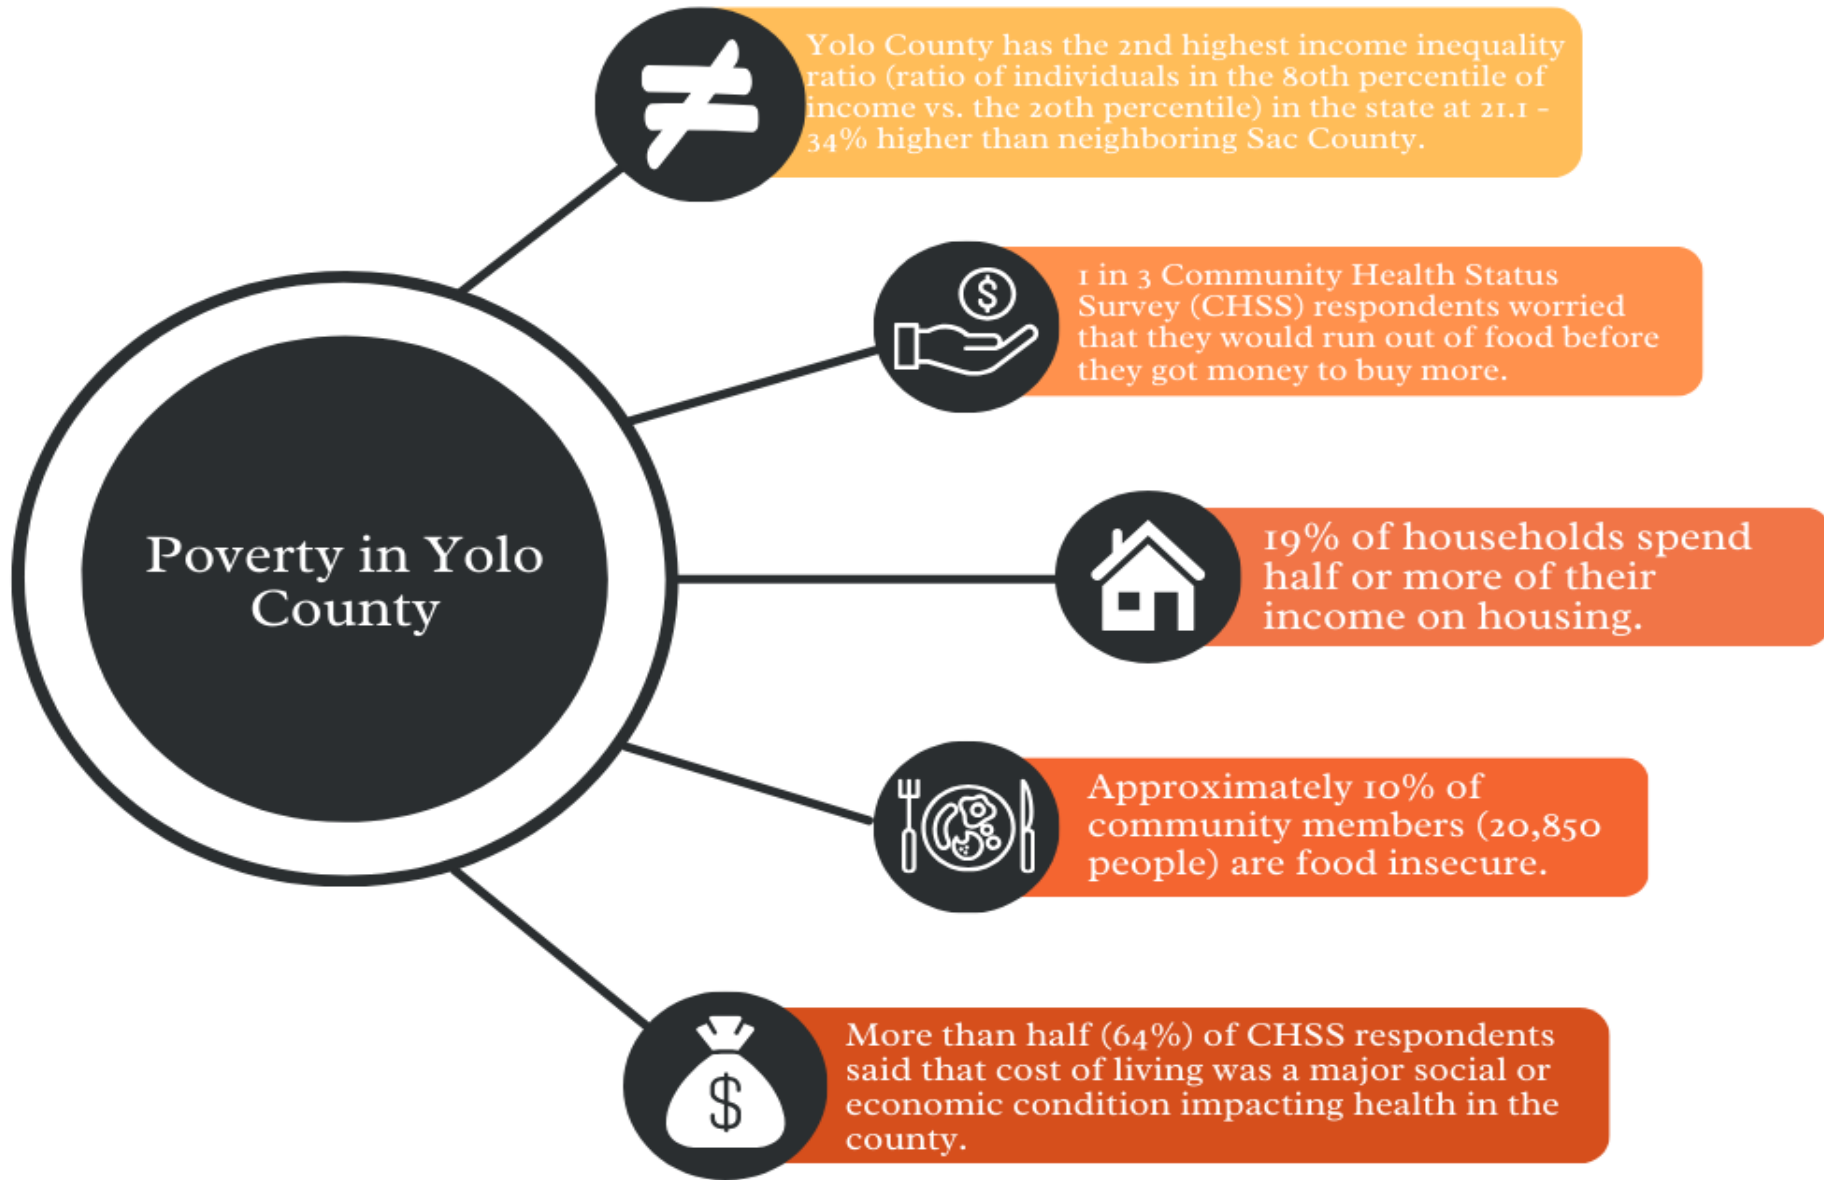 Yolo County has the 2nd highest income inequality
ratio (ratio of individuals in the 80th percentile of
income vs. the 20th percentile) in the state at 21.1 -
34% higher than neighboring Sac County.
$
1 in 3 Community Health Status
Survey (CHSS) respondents worried
that they would run out of food before
they got money to buy more.
Poverty in Yolo
County
19% of households spend
half or more of their
income on housing.
Approximately 10% of
community members (20,850
people) are food insecure.
$
More than half (64%) of CHSS respondents
said that cost of living was a major social or
economic condition impacting health in the
county.